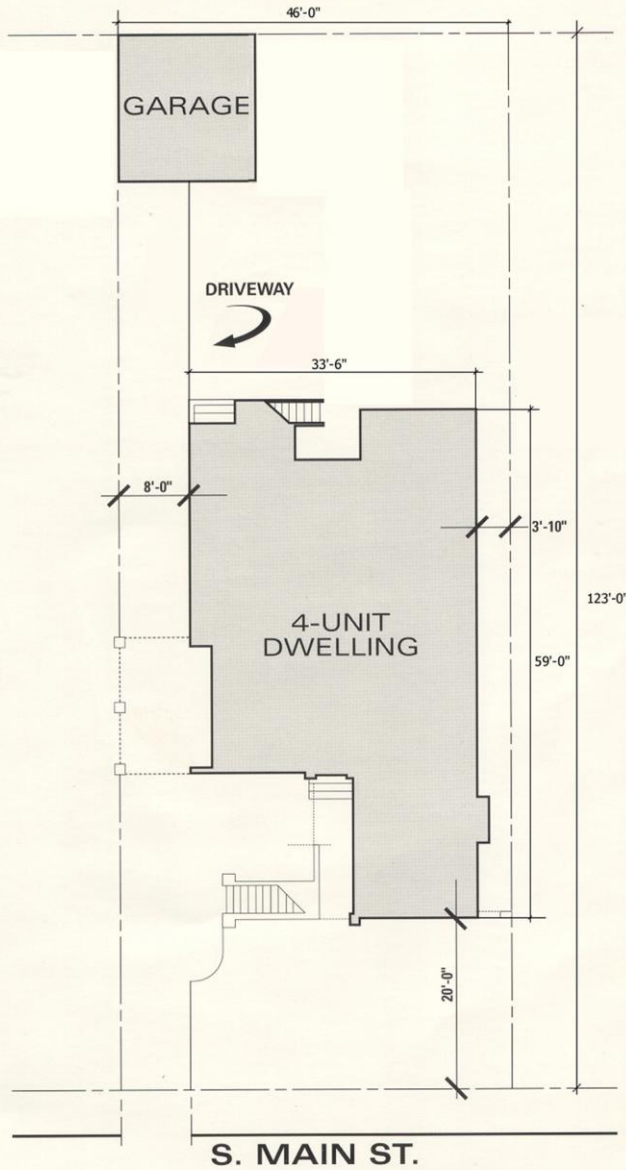 46'-0"
GARAGE
DRIVEWAY
33'-6"
8'-0"
3'-10"
123'-0"
4-UNIT
DWELLING
59'-0"
20'-0"
S. MAIN ST.